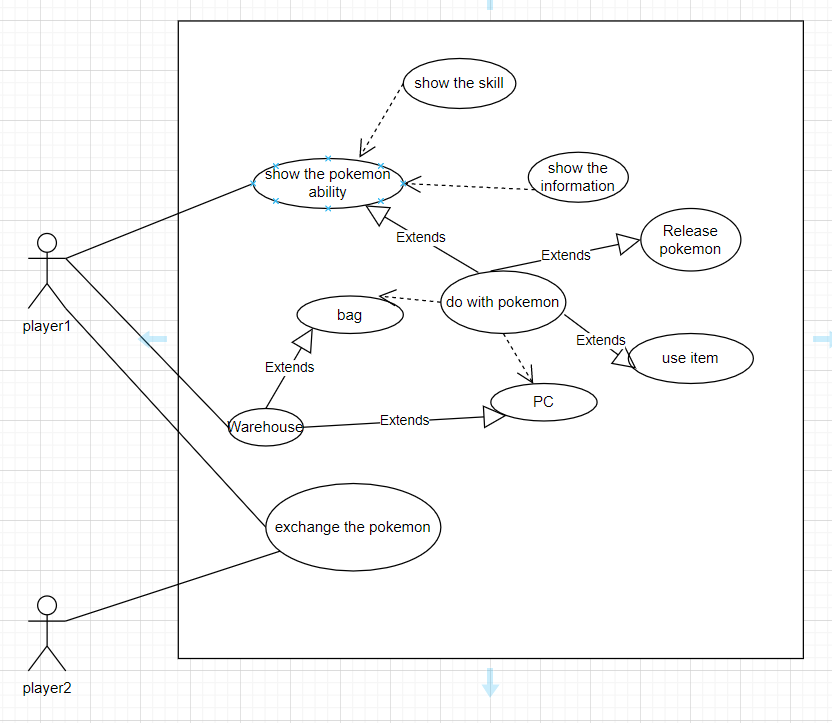 show the skill
show the pokemon
ability
show the
information
Extends
Release
pokemon
Extends
player1
do with pokemon
bag
Extends
use item
Extends
PC
Warehouse
Extends
exchange the pokemon
player2